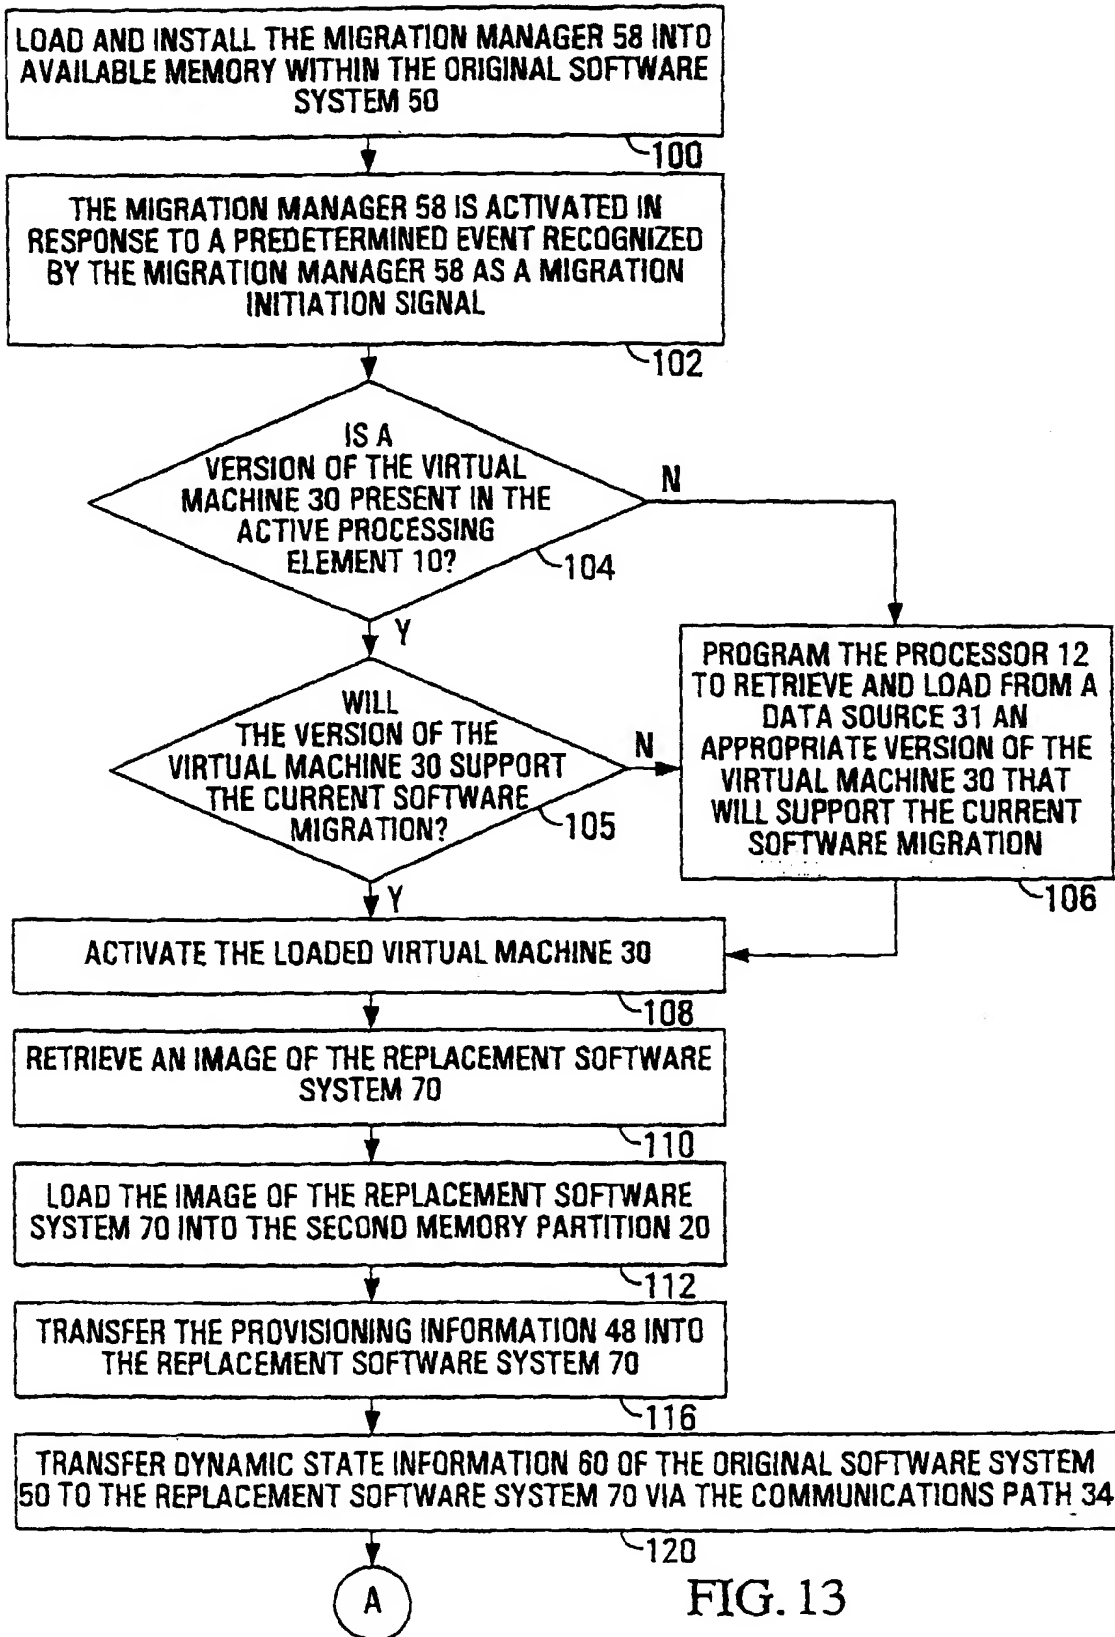 LOAD AND INSTALL THE MIGRATION MANAGER 58 INTO
AVAILABLE MEMORY WITHIN THE ORIGINAL SOFTWARE
SYSTEM 50
100
THE MIGRATION MANAGER 58 IS ACTIVATED IN
RESPONSE TO A PREDETERMINED EVENT RECOGNIZED
BY THE MIGRATION MANAGER 58 AS A MIGRATION
INITIATION SIGNAL
102
IS A
VERSION OF THE VIRTUAL
MACHINE 30 PRESENT IN THE
ACTIVE PROCESSING
ELEMENT 10?
104
N
Y
WILL
THE VERSION OF THE
VIRTUAL MACHINE 30 SUPPORT
THE CURRENT SOFTWARE
MIGRATION?
105
N
Y
PROGRAM THE PROCESSOR 12
TO RETRIEVE AND LOAD FROM A
DATA SOURCE 31 AN
APPROPRIATE VERSION OF THE
VIRTUAL MACHINE 30 THAT
WILL SUPPORT THE CURRENT
SOFTWARE MIGRATION
106
ACTIVATE THE LOADED VIRTUAL MACHINE 30
108
RETRIEVE AN IMAGE OF THE REPLACEMENT SOFTWARE
SYSTEM 70
110
LOAD THE IMAGE OF THE REPLACEMENT SOFTWARE
SYSTEM 70 INTO THE SECOND MEMORY PARTITION 20
112
TRANSFER THE PROVISIONING INFORMATION 48 INTO
THE REPLACEMENT SOFTWARE SYSTEM 70
116
TRANSFER DYNAMIC STATE INFORMATION 60 OF THE ORIGINAL SOFTWARE SYSTEM
50 TO THE REPLACEMENT SOFTWARE SYSTEM 70 VIA THE COMMUNICATIONS PATH 34
120
A
FIG. 13